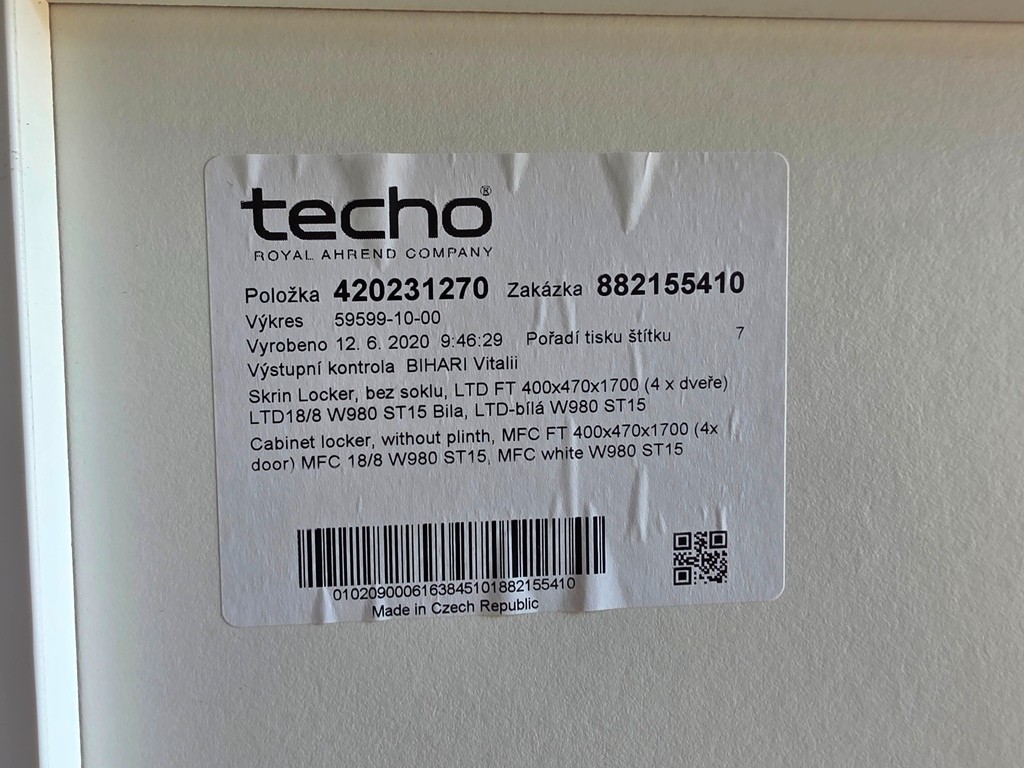 techo®
ROYAL AHREND COMPANY
Položka 420231270 Zakázka 882155410
Výkres 59599-10-00
Vyrobeno 12. 6. 2020 9:46:29 Pořadí tisku štítku 7
Výstupní kontrola BIHARI Vitalii
Skrin Locker, bez soklu, LTD FT 400x470x1700 (4 x dveře)
LTD18/8 W980 ST15 Bila, LTD-bílá W980 ST15
Cabinet locker, without plinth, MFC FT 400x470x1700 (4x
door) MFC 18/8 W980 ST15, MFC white W980 ST15
0102090006163845101882155410
Made in Czech Republic